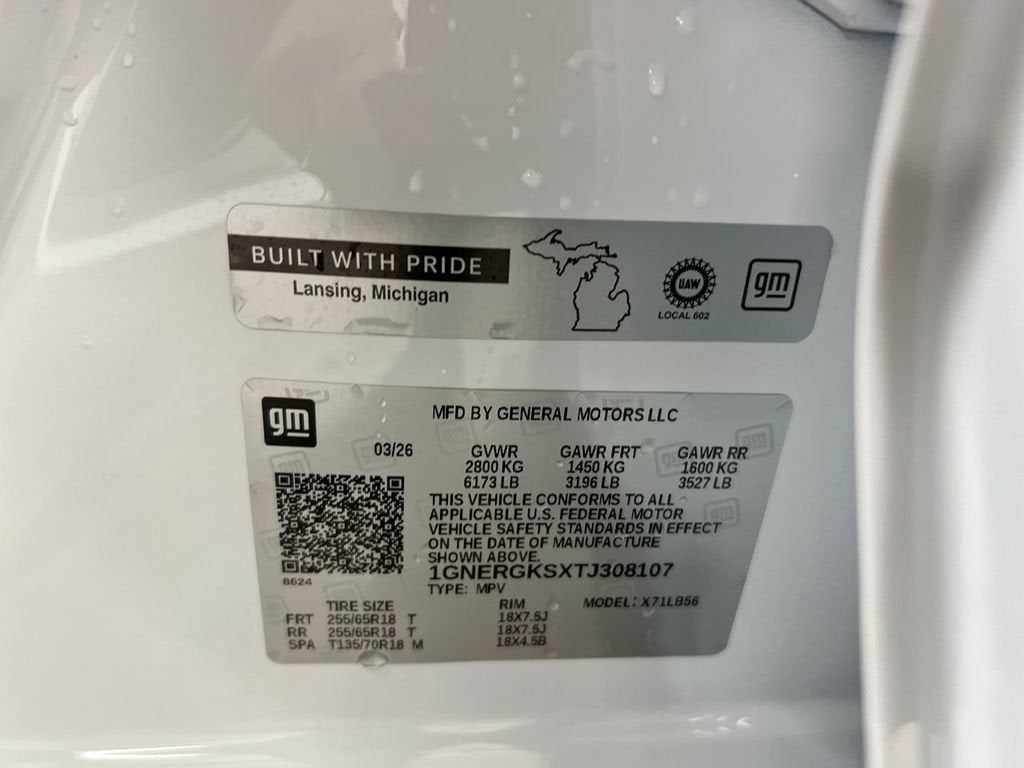 BUILT WITH PRIDE
Lansing, Michigan
UAW
LOCAL 602
gm
gm
MFD BY GENERAL MOTORS LLC
03/26
GVWR GAWR FRT GAWR RR
2800 KG 1450 KG 1600 KG
6173 LB 3196 LB 3527 LB
THIS VEHICLE CONFORMS TO ALL
APPLICABLE U.S. FEDERAL MOTOR
VEHICLE SAFETY STANDARDS IN EFFECT
ON THE DATE OF MANUFACTURE
SHOWN ABOVE.
1GNERGKSXTJ308107
8624
TYPE: MPV
MODEL: X71LB56
TIRE SIZE RIM
FRT 255/65R18 T 18X7.5J
RR 255/65R18 T 18X7.5J
SPA T135/70R18 M 18X4.5B